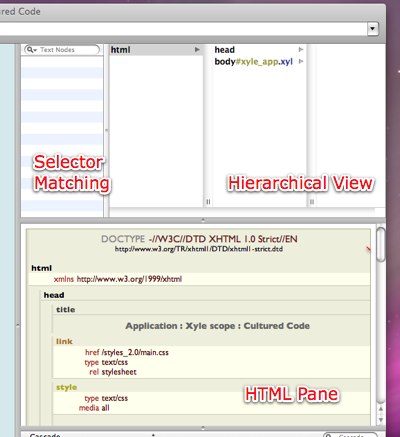 ured Code
Text Nodes
html
head
body#xyle_app.xyl
Selector
Matching
Hierarchical View
DOCTYPE -//W3C//DTD XHTML 1.0 Strict//EN
http://www.w3.org/TR/xhtml1/DTD/xhtml1-strict.dtd
html
xmlns http://www.w3.org/1999/xhtml
head
title
Application : Xyle scope : Cultured Code
link
href /styles_2.0/main.css
type text/css
rel stylesheet
style
type text/css
media all
HTML Pane
Cascade